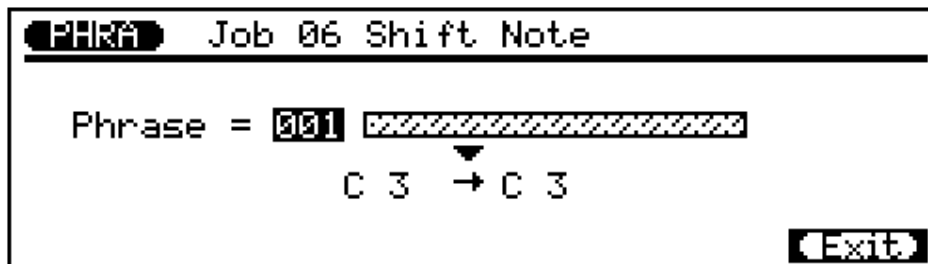 PHRA Job 06 Shift Note
Phrase = 001
C 3 → C 3
Exit